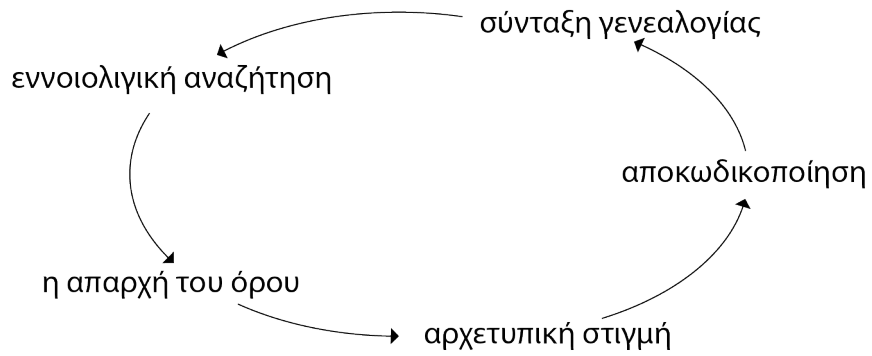 σύνταξη γενεαλογίας
εννοιολιγική αναζήτηση
αποκωδικοποίηση
η απαρχή του όρου
αρχετυπική στιγμή